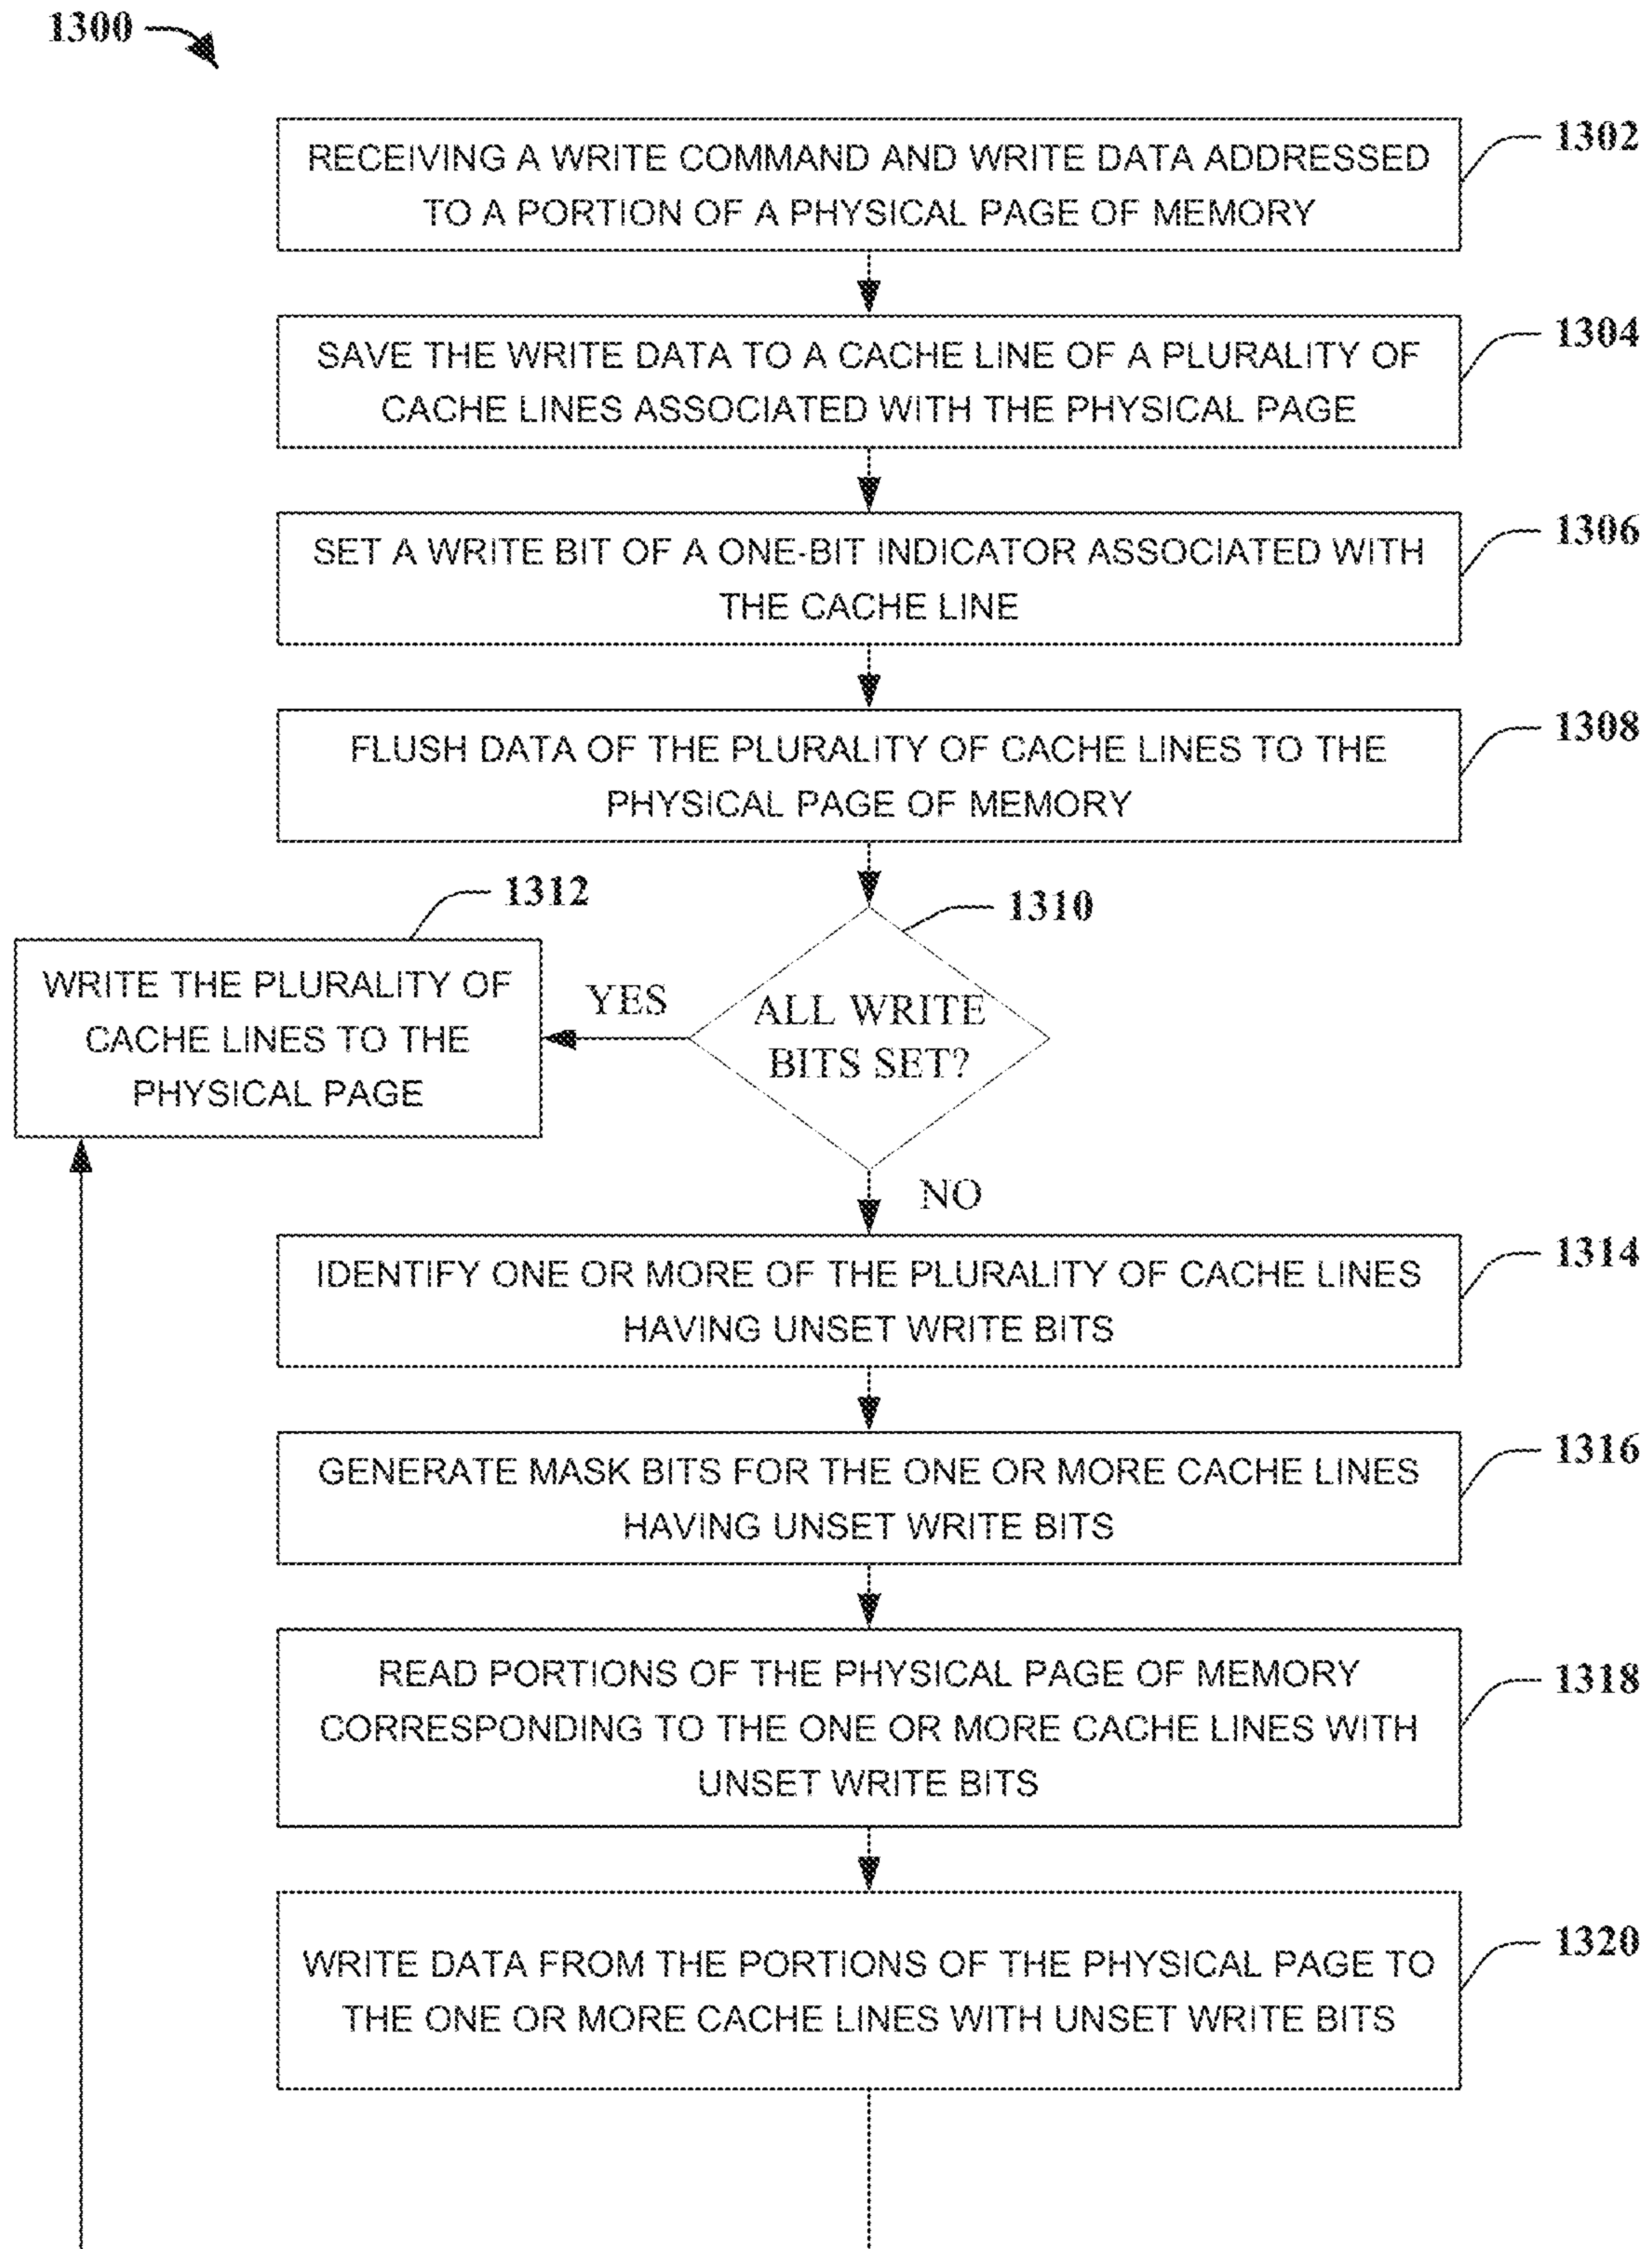 1300
RECEIVING A WRITE COMMAND AND WRITE DATA ADDRESSED
TO A PORTION OF A PHYSICAL PAGE OF MEMORY
1302
SAVE THE WRITE DATA TO A CACHE LINE OF A PLURALITY OF
CACHE LINES ASSOCIATED WITH THE PHYSICAL PAGE
1304
SET A WRITE BIT OF A ONE-BIT INDICATOR ASSOCIATED WITH
THE CACHE LINE
1306
FLUSH DATA OF THE PLURALITY OF CACHE LINES TO THE
PHYSICAL PAGE OF MEMORY
1308
1310
ALL WRITE
BITS SET?
YES
1312
WRITE THE PLURALITY OF
CACHE LINES TO THE
PHYSICAL PAGE
NO
IDENTIFY ONE OR MORE OF THE PLURALITY OF CACHE LINES
HAVING UNSET WRITE BITS
1314
GENERATE MASK BITS FOR THE ONE OR MORE CACHE LINES
HAVING UNSET WRITE BITS
1316
READ PORTIONS OF THE PHYSICAL PAGE OF MEMORY
CORRESPONDING TO THE ONE OR MORE CACHE LINES WITH
UNSET WRITE BITS
1318
WRITE DATA FROM THE PORTIONS OF THE PHYSICAL PAGE TO
THE ONE OR MORE CACHE LINES WITH UNSET WRITE BITS
1320